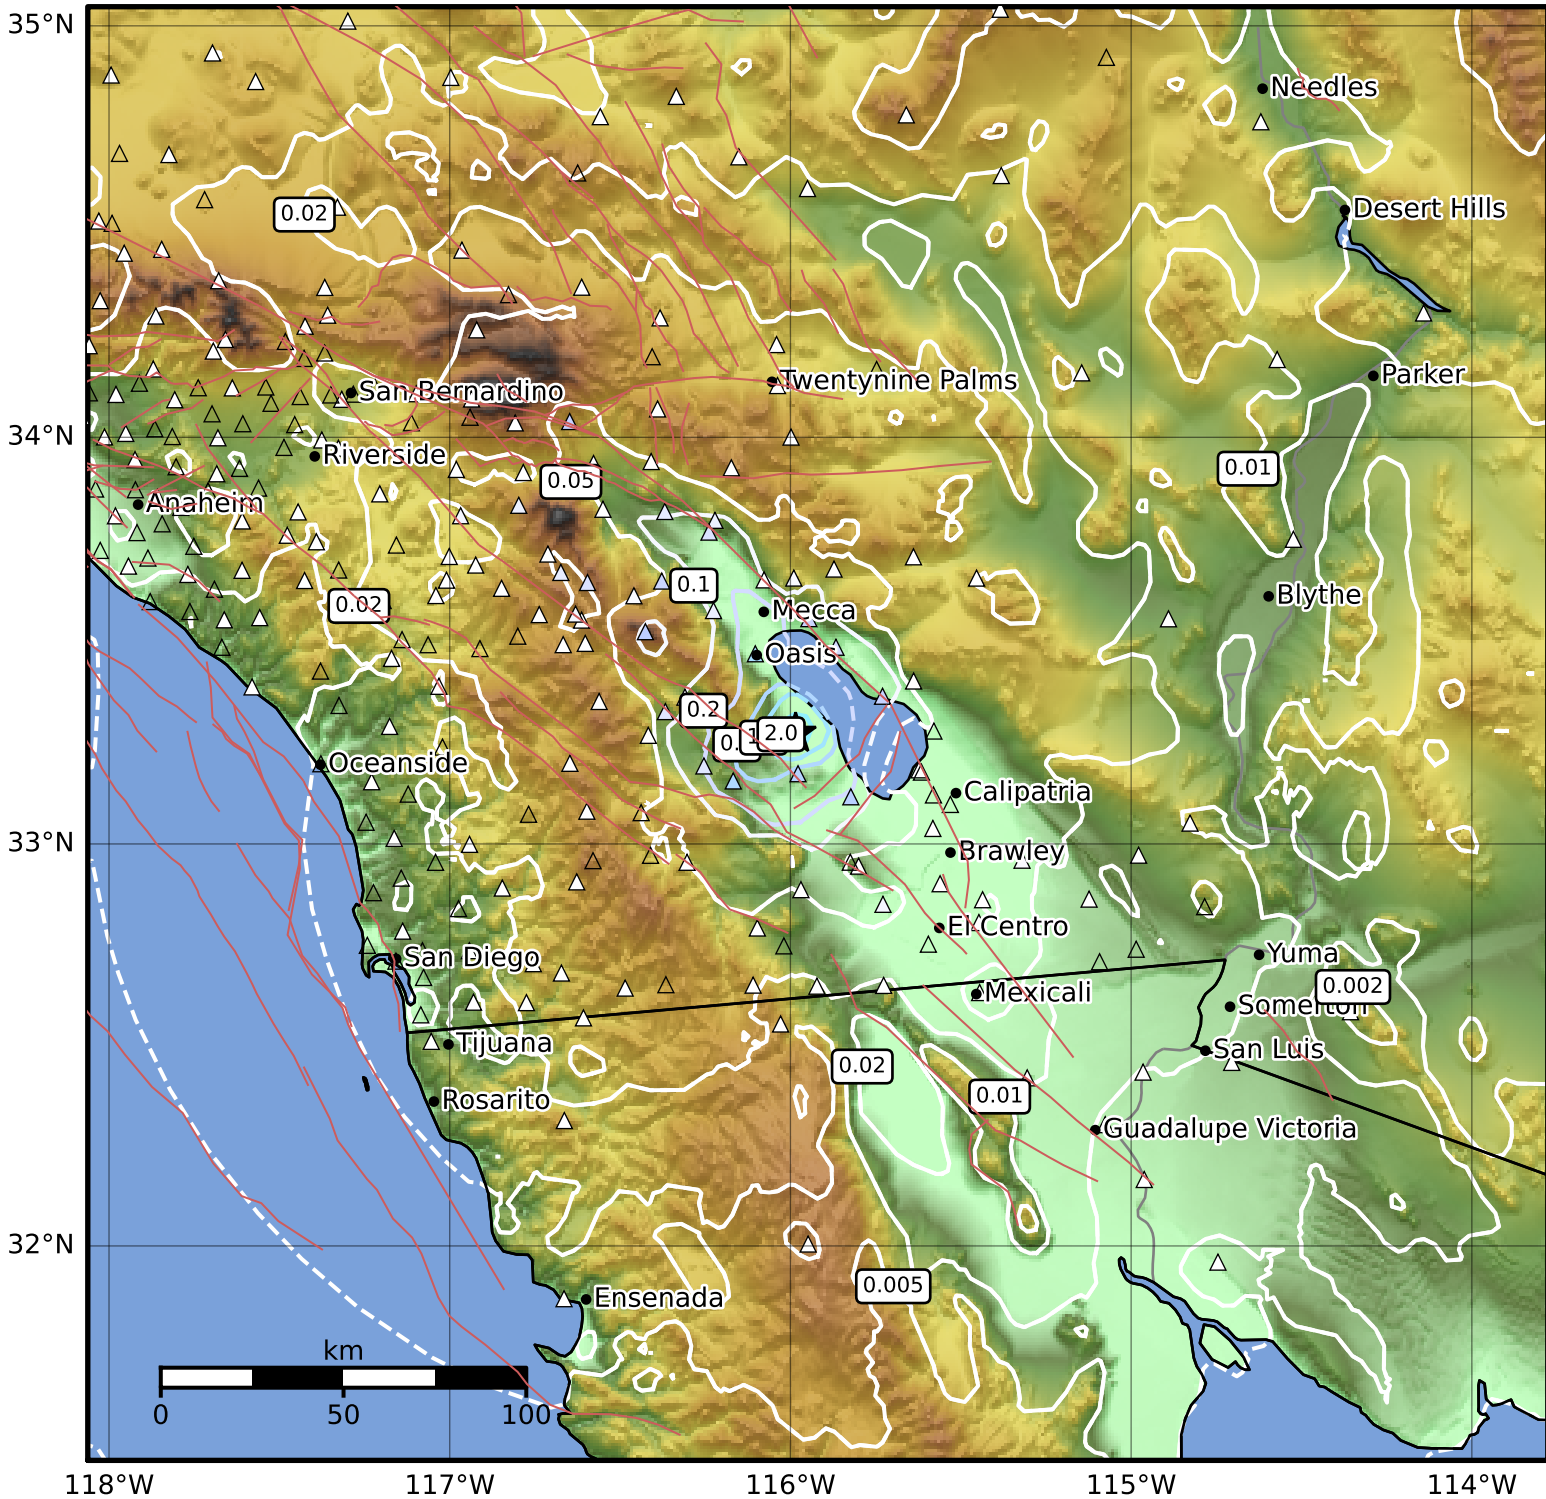 35°N
Needles
0.02
Desert Hills
Twentynine Palms
Parker
San Bernardino
34°N
Riverside
0.01
0.05
Anaheim
0.1
Blythe
0.02
Mecca
Oasis
0.2
2.0
Oceanside
Calipatria
33°N
Brawley
El Centro
San Diego
Yuma
0.002
Mexicali
Somerton
Tijuana
San Luis
0.02
0.01
Rosarito
Guadalupe Victoria
32°N
0.005
Ensenada
km
0 50 100
118°W 117°W 116°W 115°W 114°W